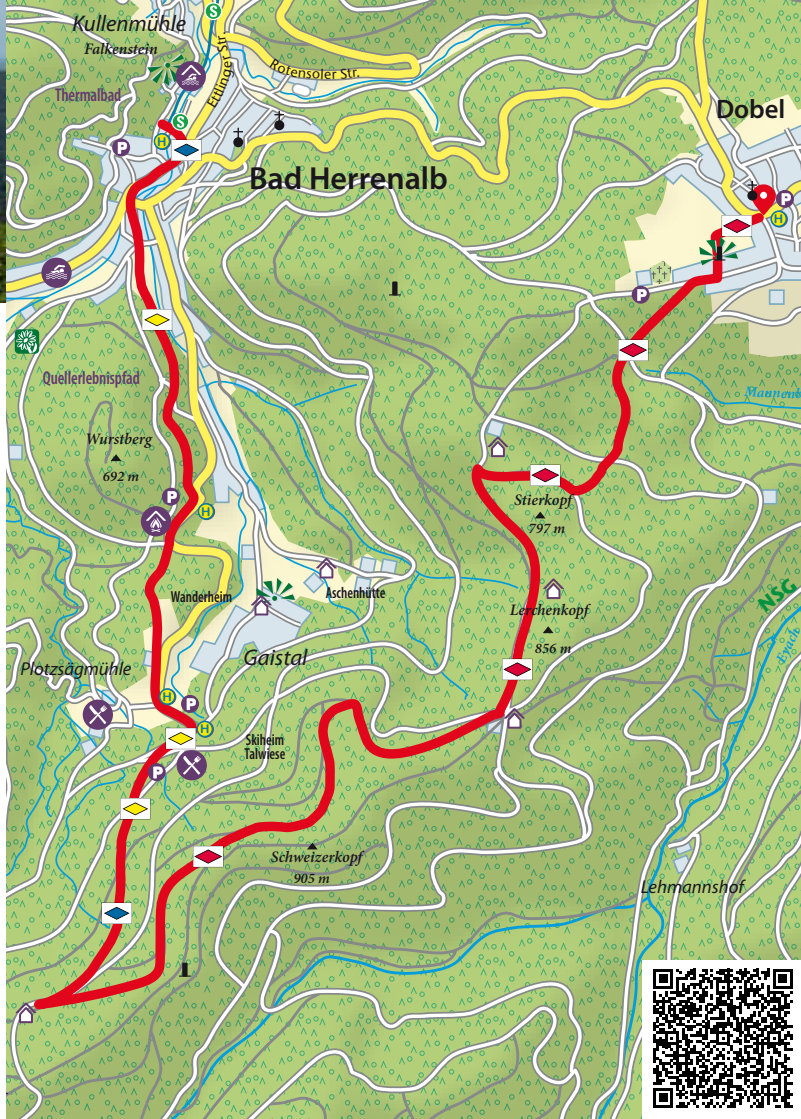 Kullenmühle
Falkenstein
S
Ettlinger Str.
Rotensoler Str.
Thermalbad
S
H
P
Dobel
Bad Herrenalb
P
H
P
Quellerlebnispfad
Wurstberg
692 m
P
H
Stierkopf
797 m
NSG
Eyach
Wanderheim
Aschenhütte
Lerchenkopf
856 m
Gaistal
Plotzsägmühle
H
P
H
Skiheim
Talwiese
P
Schweizerkopf
905 m
Lehmannshof